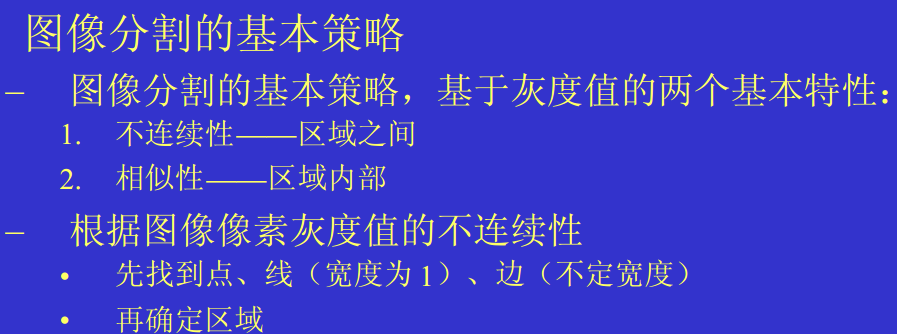 图像分割的基本策略
– 图像分割的基本策略，基于灰度值的两个基本特性：
1. 不连续性——区域之间
2. 相似性——区域内部
– 根据图像像素灰度值的不连续性
• 先找到点、线（宽度为1）、边（不定宽度）
• 再确定区域